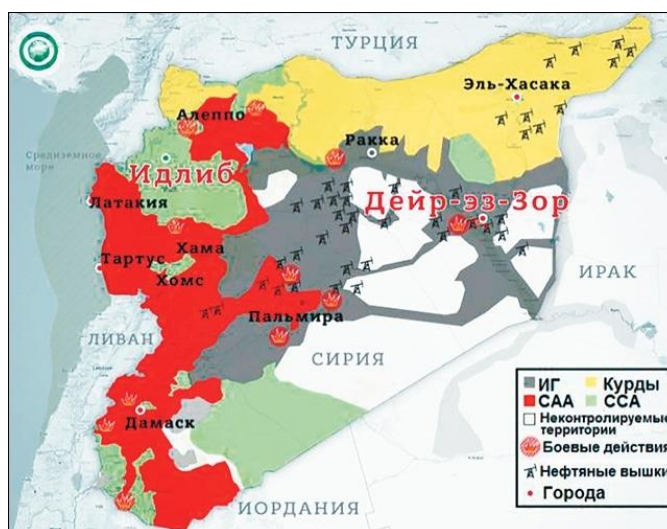 ТУРЦИЯ
Эль-Хасака
Алеппо
Ракка
Средиземное
море
Идлиб
Дейр-эз-Зор
Латакия
Хама
Тартус
Хомс
ИРАК
Пальмира
ЛИВАН
СИРИЯ
Дамаск
ИОРДАНИЯ
ИГ
Курды
САА
ССА
Неконтролируемые
территории
Боевые действия
Нефтяные вышки
Города